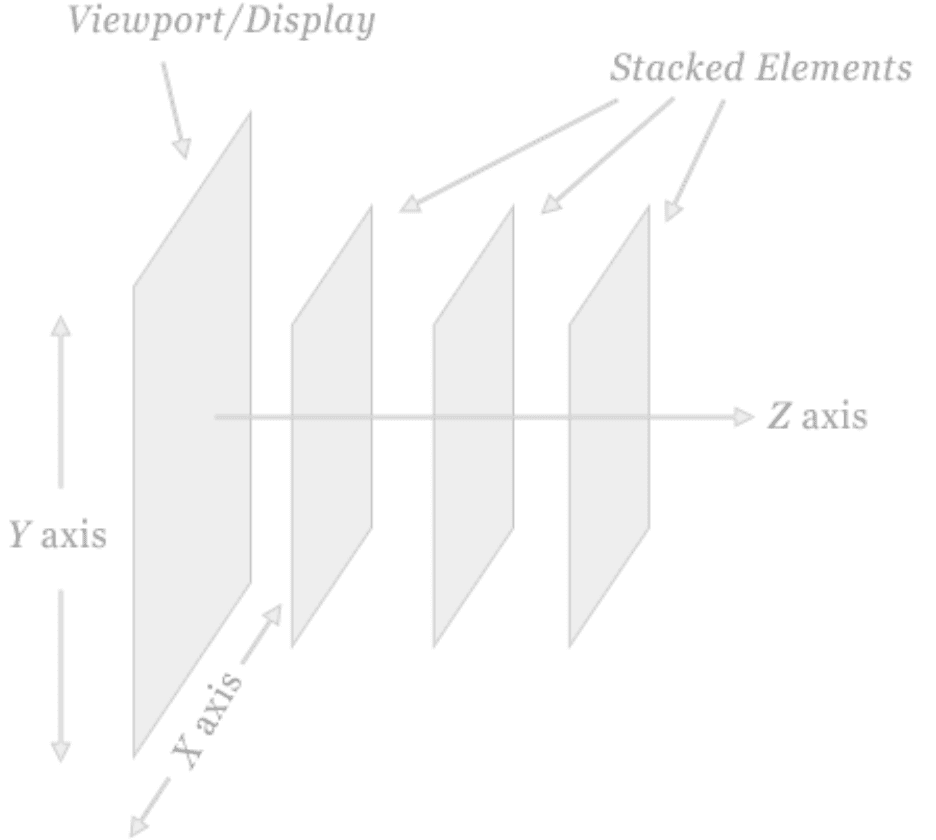 Viewport/Display
Stacked Elements
Z axis
Y axis
X axis